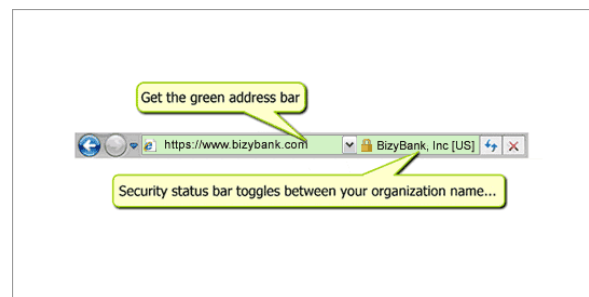 Get the green address bar
https://www.bizybank.com
BizyBank, Inc [US]
Security status bar toggles between your organization name...